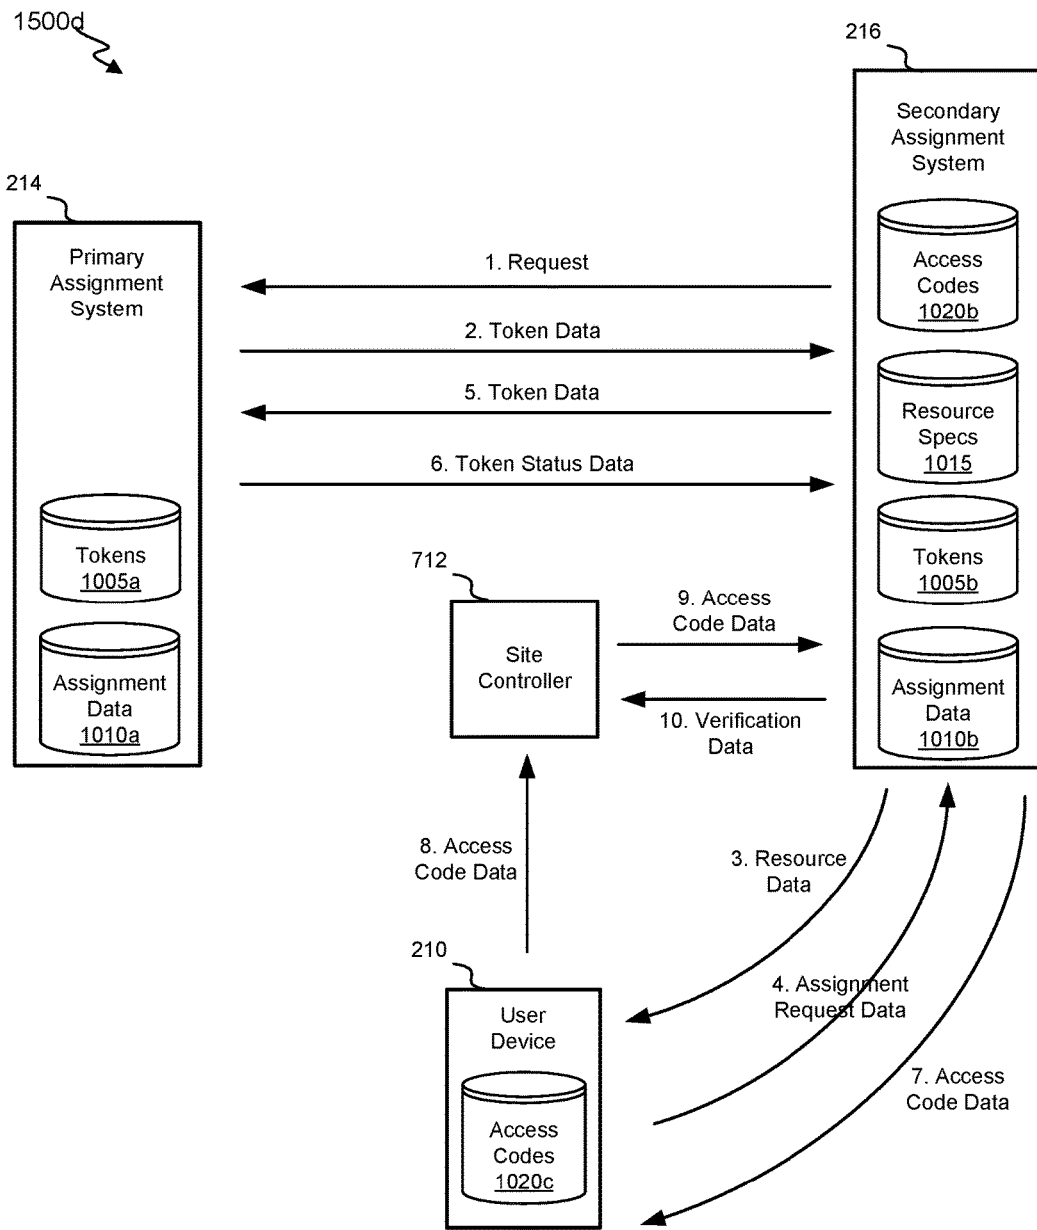 1500d
216
Secondary
Assignment
System
214
Primary
Assignment
System
Access
Codes
1020b
1. Request
2. Token Data
5. Token Data
Resource
Specs
1015
6. Token Status Data
Tokens
1005a
712
Tokens
1005b
9. Access
Code Data
Site
Controller
Assignment
Data
1010a
Assignment
Data
1010b
10. Verification
Data
8. Access
Code Data
3. Resource
Data
210
4. Assignment
Request Data
User
Device
7. Access
Code Data
Access
Codes
1020c